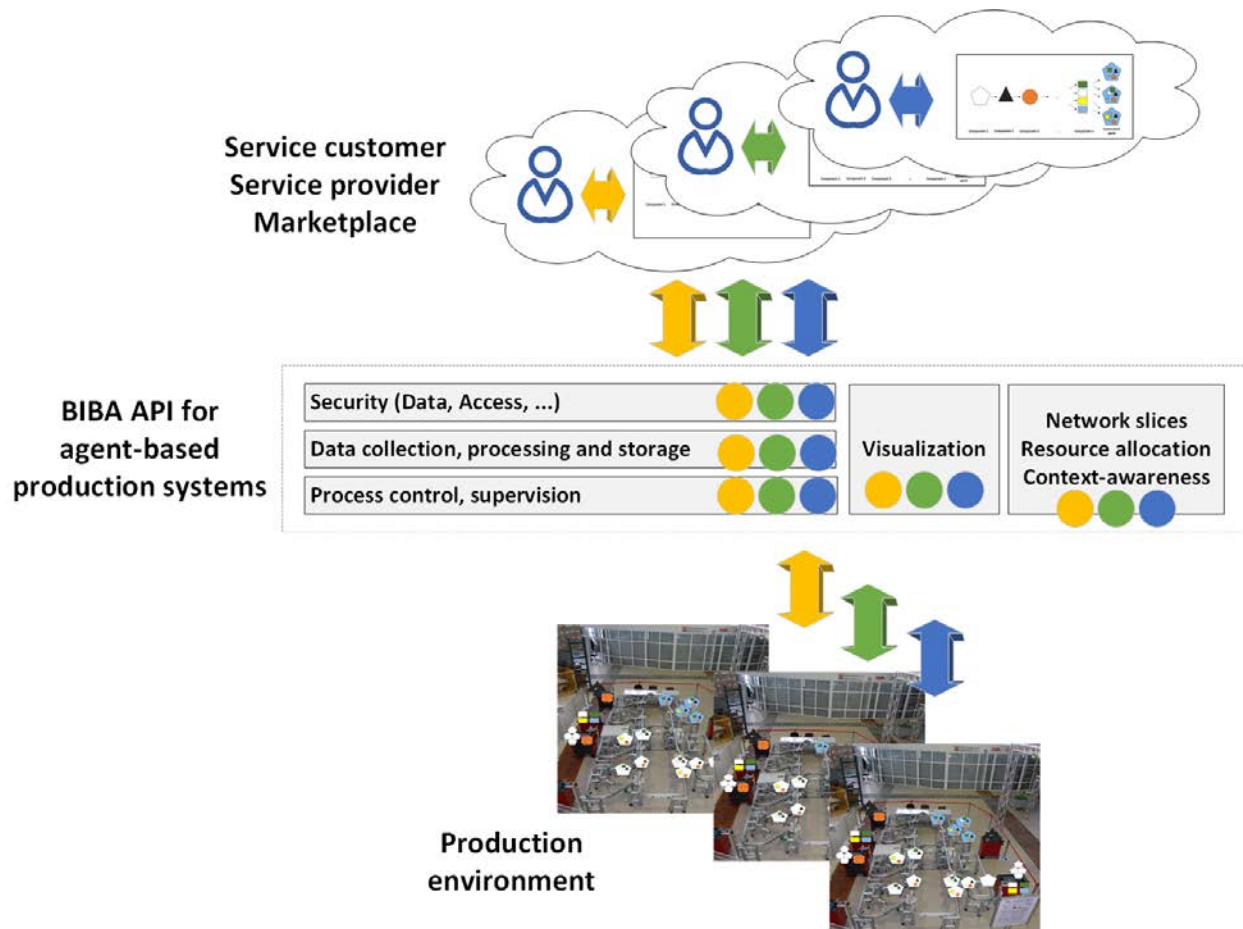 Service customer
Service provider
Marketplace
BIBA API for
agent-based
production systems
Security (Data, Access, ...)
Data collection, processing and storage
Process control, supervision
Visualization
Network slices
Resource allocation
Context-awareness
Production
environment